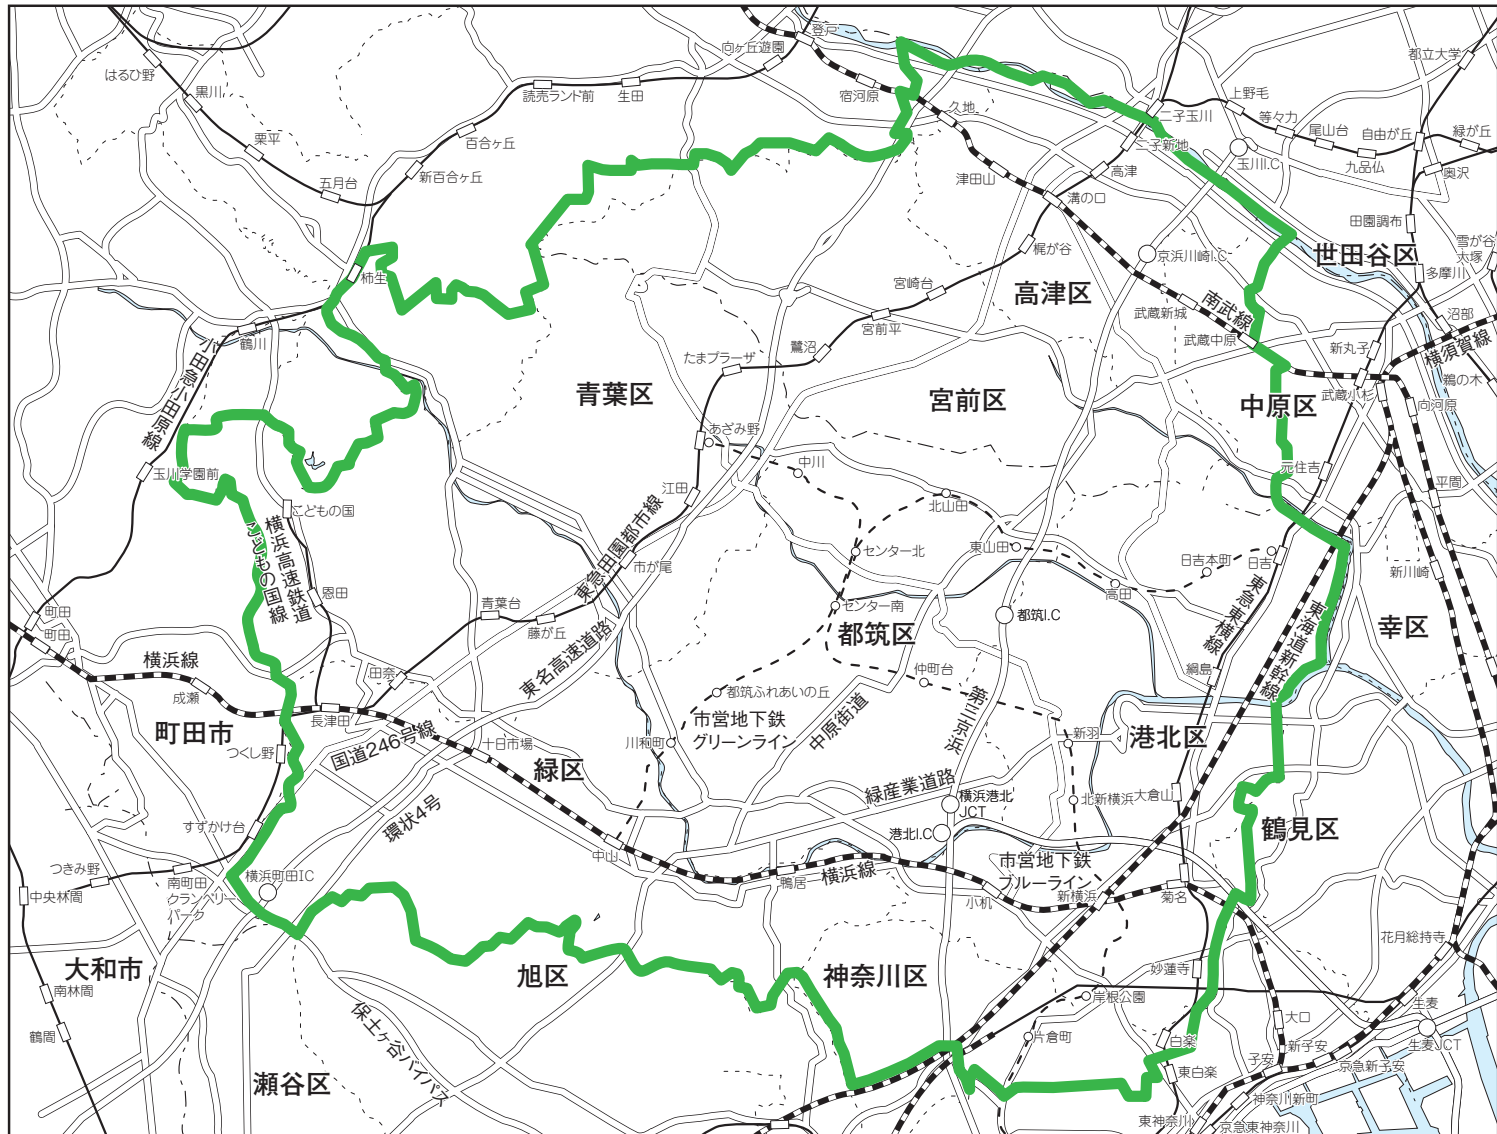 登戸
向ヶ丘遊園
はるひ野
黒川
読売ランド前
生田
宿河原
久地
二子玉川
上野毛
等々力
尾山台
自由が丘
都立大学
緑が丘
九品仏
奥沢
栗平
百合ヶ丘
五月台
新百合ヶ丘
二子新地
玉川I.C
高津
津田山
溝の口
田園調布
雪が谷
大塚
世田谷区
多摩川
梶が谷
京浜川崎I.C
柿生
宮崎台
高津区
南武線
武蔵新城
武蔵中原
沼部
横須賀線
鶴川
小田急小田原線
宮前平
鷺沼
たまプラーザ
新丸子
武蔵小杉
鵜の木
向河原
青葉区
宮前区
中原区
あざみ野
中川
元住吉
平間
玉川学園前
こどもの国
江田
北山田
横浜高速鉄道
こどもの国線
東急田園都市線
センター北
東山田
日吉本町
日吉
新川崎
市が尾
恩田
青葉台
藤が丘
高田
町田
町田
センター南
都筑I.C
都筑区
東急東横線
東海道新幹線
幸区
横浜線
成瀬
田奈
東名高速道路
仲町台
綱島
都筑ふれあいの丘
第三京浜
町田市
長津田
つくし野
国道246号線
十日市場
川和町
市営地下鉄
グリーンライン
中原街道
新羽
港北区
緑区
環状4号
緑産業道路
横浜港北
JCT
北新横浜
大倉山
すずかけ台
港北I.C
鶴見区
中山
つきみ野
南町田
グランベリー
パーク
横浜町田IC
鴨居
横浜線
市営地下鉄
ブルーライン
中央林間
小机
新横浜
菊名
花月総持寺
大和市
南林間
旭区
神奈川区
妙蓮寺
岸根公園
鶴間
保土ヶ谷バイパス
片倉町
白楽
大口
生麦
生麦JCT
新子安
子安
京急新子安
瀬谷区
東白楽
神奈川新町
東神奈川
京急東神奈川